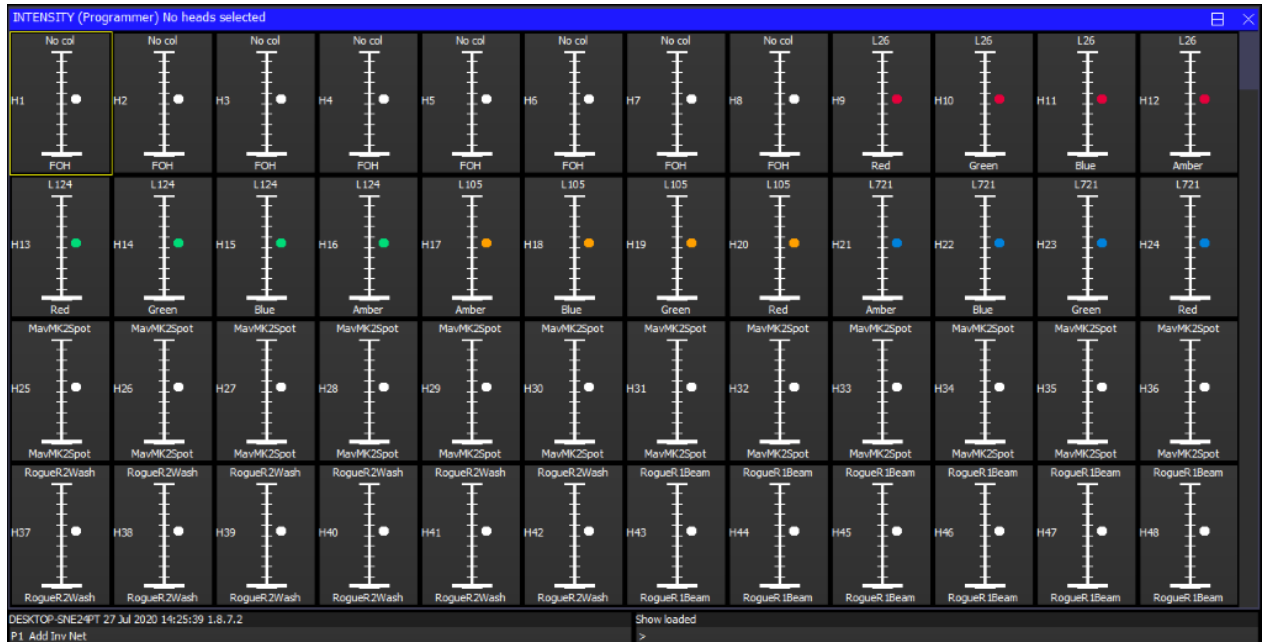 INTENSITY (Programmer) No heads selected
No col No col No col No col No col No col No col No col L26 L26 L26 L26
H1 H2 H3 H4 H5 H6 H7 H8 H9 H10 H11 H12
FOH FOH FOH FOH FOH FOH FOH FOH Red Green Blue Amber
L124 L124 L124 L124 L105 L105 L105 L105 L721 L721 L721 L721
H13 H14 H15 H16 H17 H18 H19 H20 H21 H22 H23 H24
Red Green Blue Amber Amber Blue Green Red Amber Blue Green Red
MavMK2Spot MavMK2Spot MavMK2Spot MavMK2Spot MavMK2Spot MavMK2Spot MavMK2Spot MavMK2Spot MavMK2Spot MavMK2Spot MavMK2Spot MavMK2Spot
H25 H26 H27 H28 H29 H30 H31 H32 H33 H34 H35 H36
MavMK2Spot MavMK2Spot MavMK2Spot MavMK2Spot MavMK2Spot MavMK2Spot MavMK2Spot MavMK2Spot MavMK2Spot MavMK2Spot MavMK2Spot MavMK2Spot
RogueR2Wash RogueR2Wash RogueR2Wash RogueR2Wash RogueR2Wash RogueR2Wash RogueR1Beam RogueR1Beam RogueR1Beam RogueR1Beam RogueR1Beam RogueR1Beam
H37 H38 H39 H40 H41 H42 H43 H44 H45 H46 H47 H48
RogueR2Wash RogueR2Wash RogueR2Wash RogueR2Wash RogueR2Wash RogueR2Wash RogueR1Beam RogueR1Beam RogueR1Beam RogueR1Beam RogueR1Beam RogueR1Beam
DESKTOP-SNE24PT 27 Jul 2020 14:25:39 1.8.7.2 Show loaded
P1 Add Inv Net >